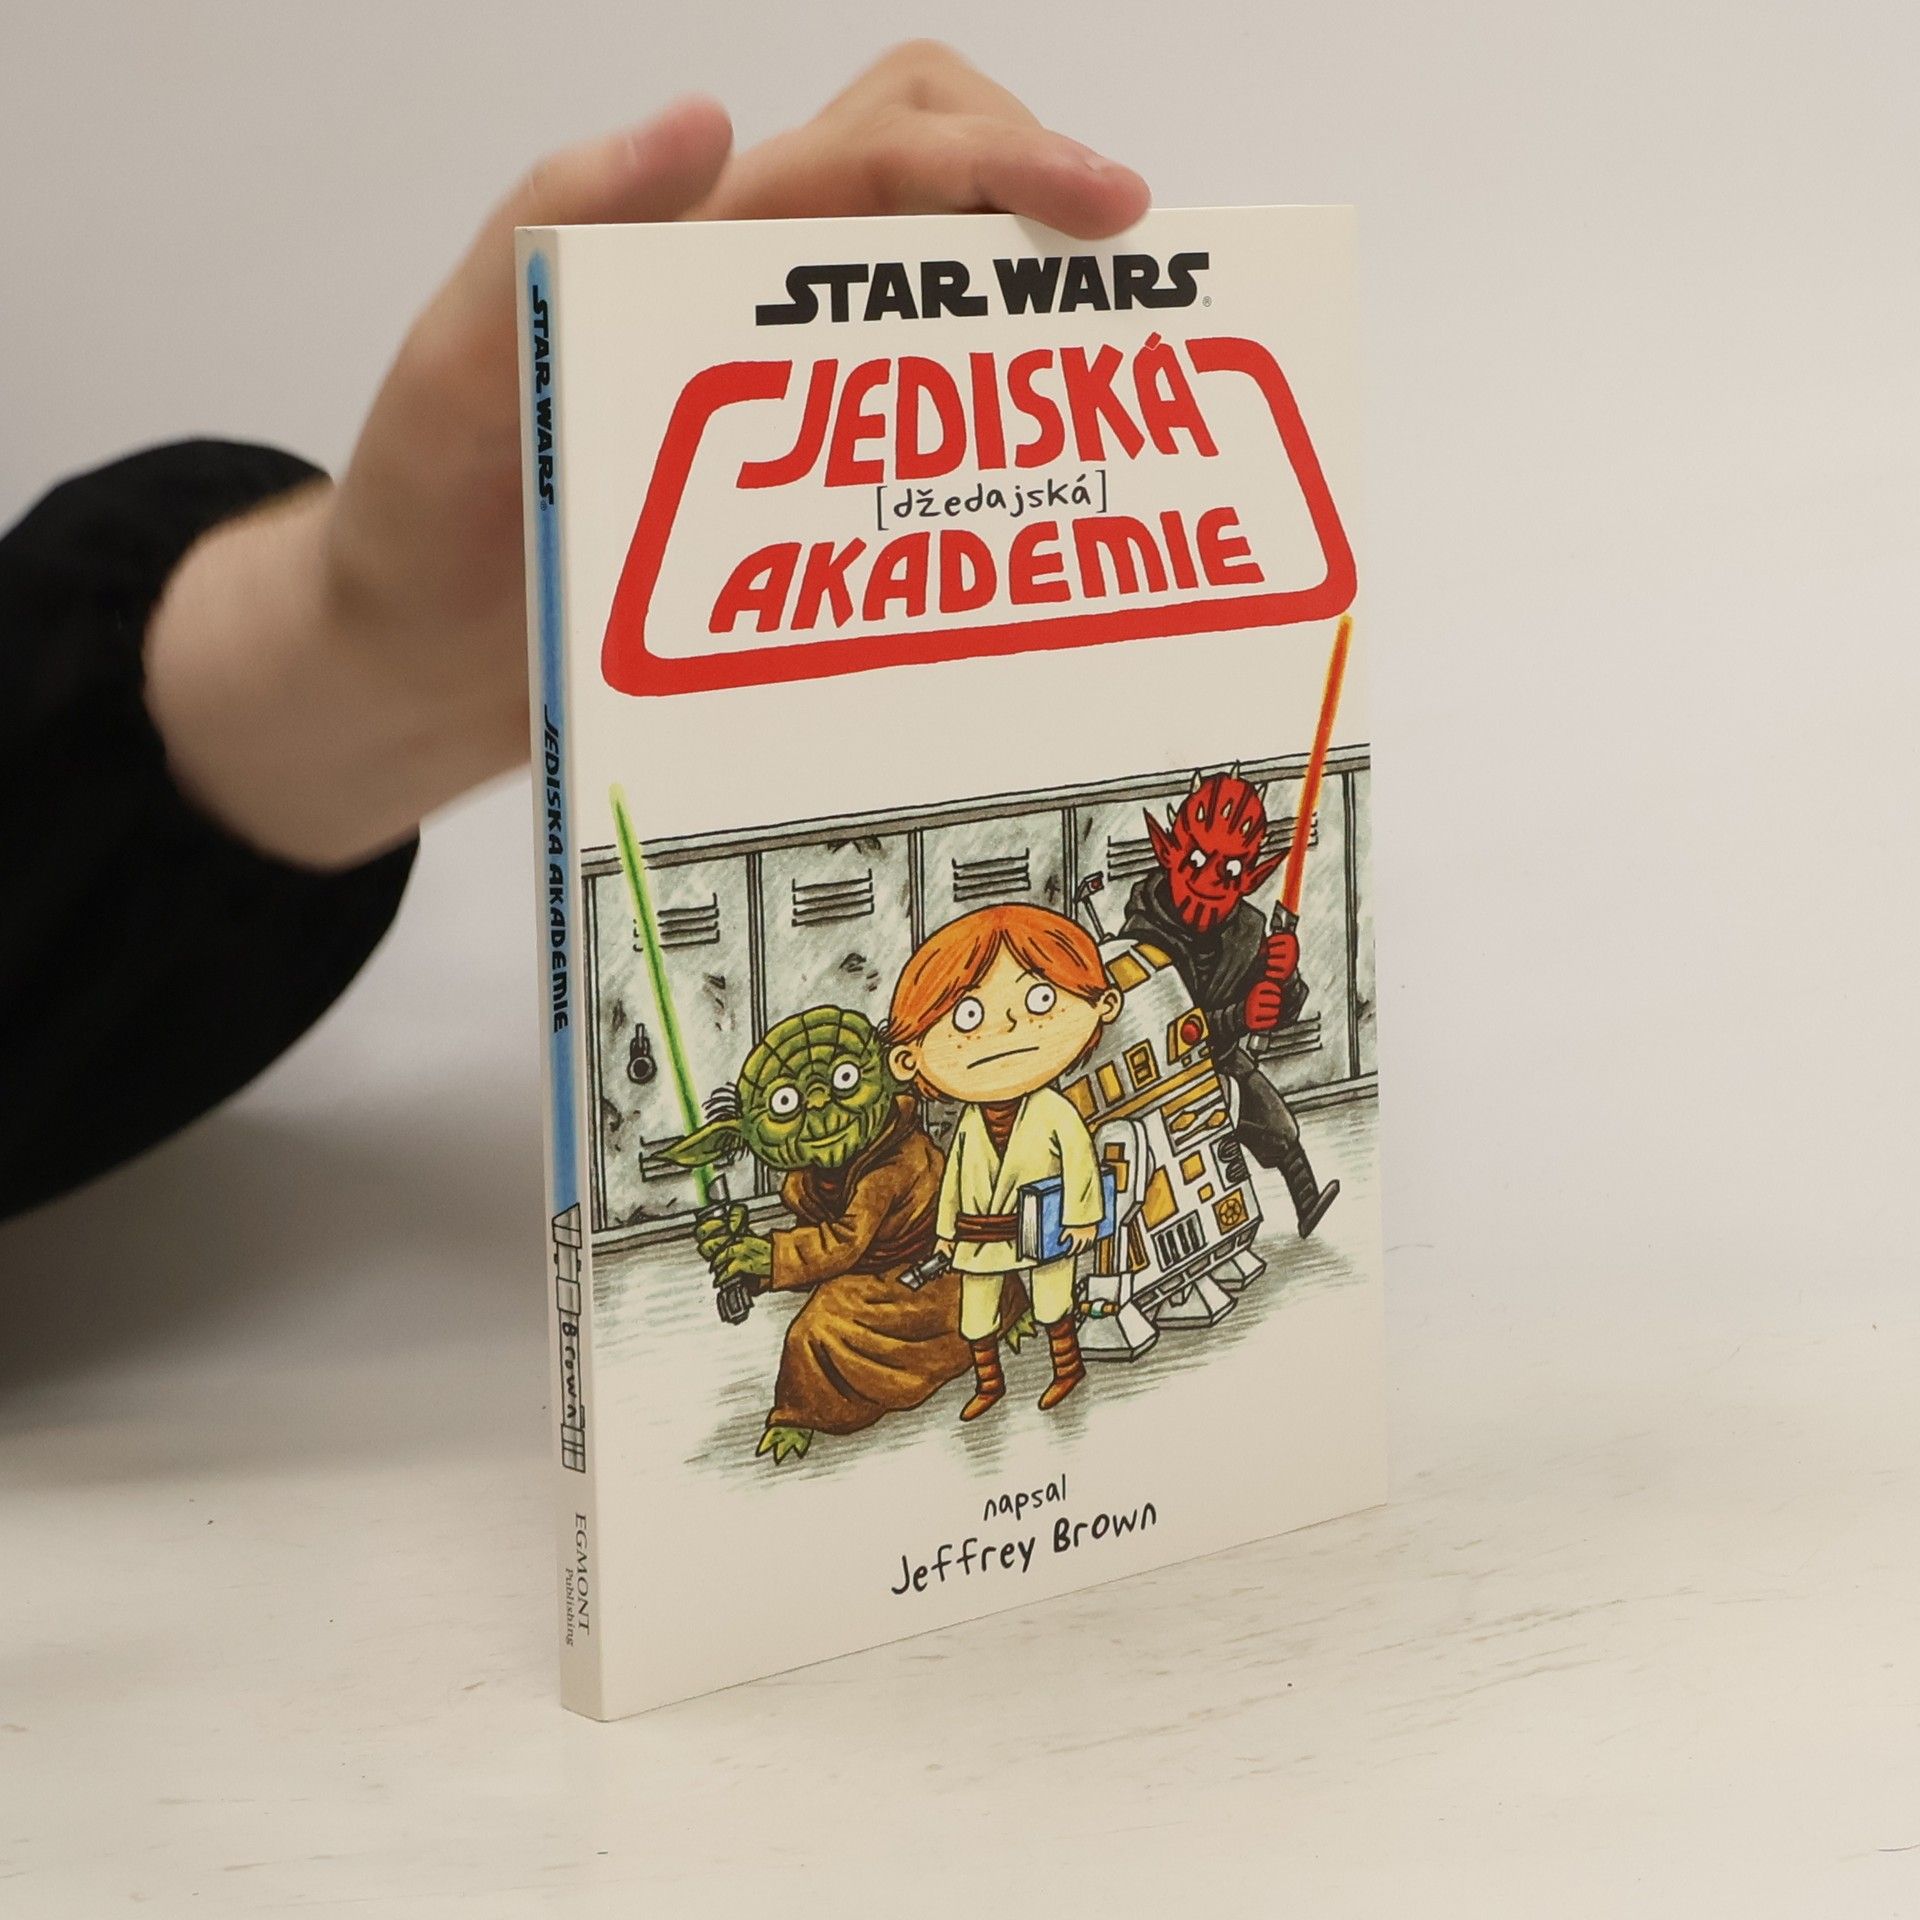 STAR WARS®
JEDISKÁ
[džedajská]
AKADEMIE
napsal
Jeffrey Brown
STAR WARS®
JEDISKÁ AKADEMIE
Brown
EGMONT
Publishing